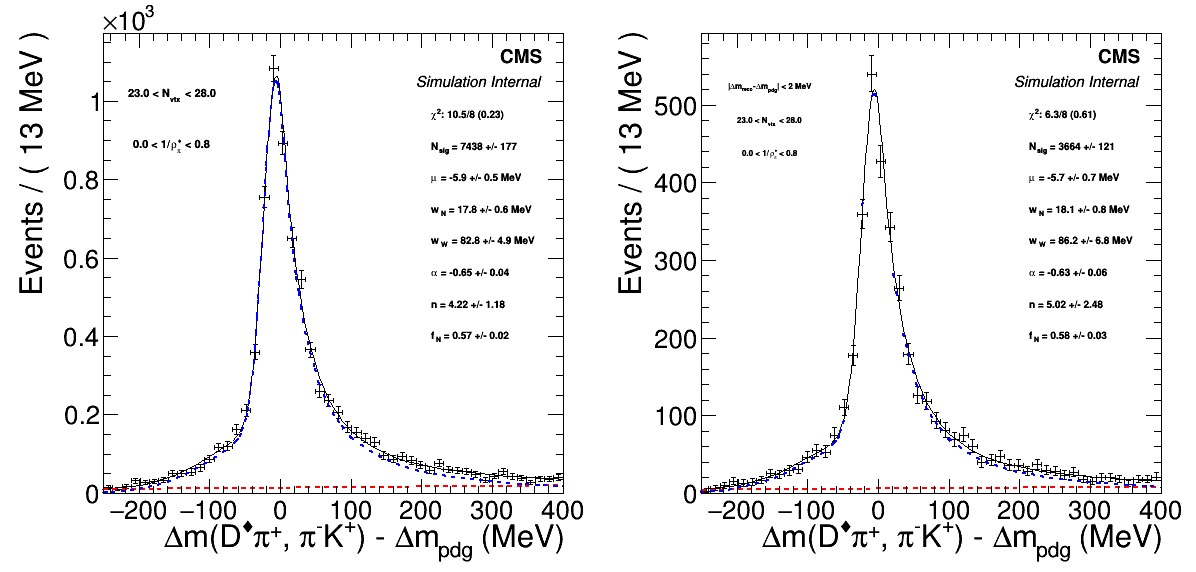 ×10³
Events / ( 13 MeV )
CMS
Simulation Internal
23.0 < N_vtx < 28.0
0.0 < 1/ρ_π^♦ < 0.8
χ²: 10.5/8 (0.23)
N_sig = 7438 +/- 177
μ = -5.9 +/- 0.5 MeV
w_N = 17.8 +/- 0.6 MeV
w_W = 82.8 +/- 4.9 MeV
α = -0.65 +/- 0.04
n = 4.22 +/- 1.18
f_N = 0.57 +/- 0.02
1
0.8
0.6
0.4
0.2
0
−200 −100 0 100 200 300 400
Δm(D♦π⁺, π⁻K⁺) - Δm_pdg (MeV)
Events / ( 13 MeV )
CMS
Simulation Internal
|Δm_reco-Δm_pdg| < 2 MeV
23.0 < N_vtx < 28.0
0.0 < 1/ρ_π^♦ < 0.8
χ²: 6.3/8 (0.61)
N_sig = 3664 +/- 121
μ = -5.7 +/- 0.7 MeV
w_N = 18.1 +/- 0.8 MeV
w_W = 86.2 +/- 6.8 MeV
α = -0.63 +/- 0.06
n = 5.02 +/- 2.48
f_N = 0.58 +/- 0.03
500
400
300
200
100
0
−200 −100 0 100 200 300 400
Δm(D♦π⁺, π⁻K⁺) - Δm_pdg (MeV)